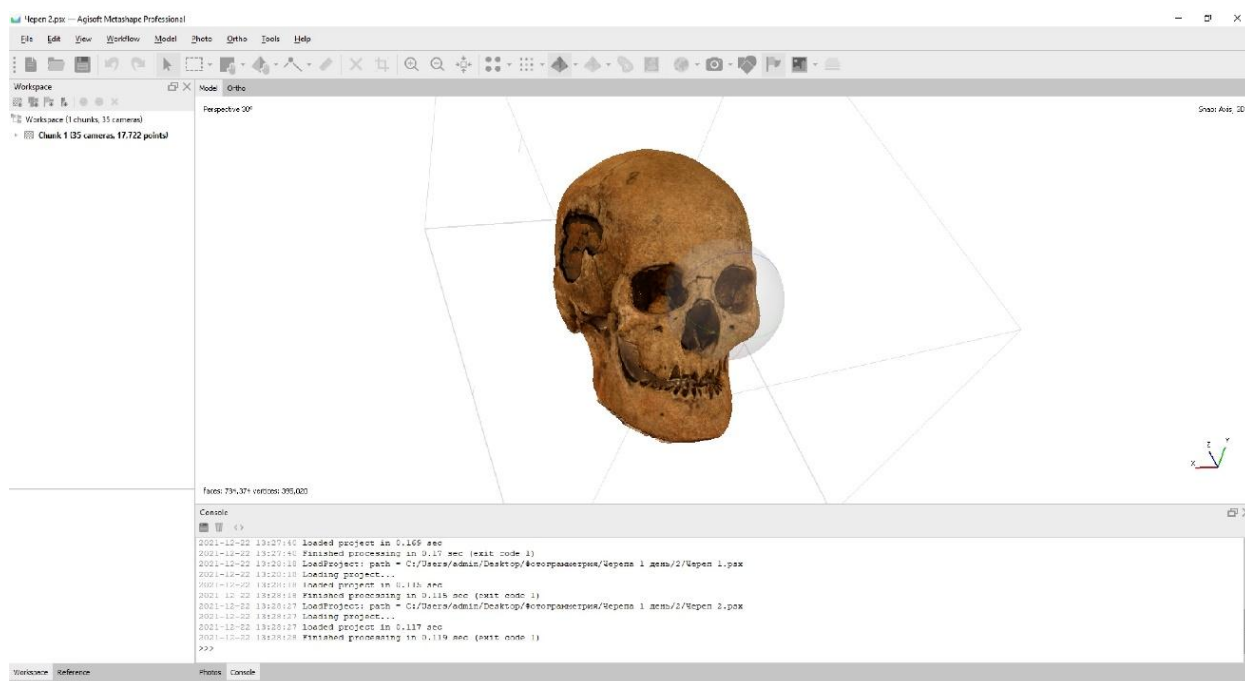 Череп 2.psx — Agisoft Metashape Professional
File Edit View Workflow Model Photo Ortho Tools Help
Workspace
Model Ortho
Perspective 30°
Snap: Axis, 3D
Workspace (1 chunks, 35 cameras)
Chunk 1 (35 cameras, 17,722 points)
X Z Y
faces: 734,374 vertices: 395,020
Console
2021-12-22 13:27:40 loaded project in 0.165 sec
2021-12-22 13:27:40 Finished processing in 0.17 sec (exit code 1)
2021-12-22 13:28:18 LoadProject: path = C:/Users/admin/Desktop/Фотограмметрия/Черепа 1 день/2/Череп 1.psx
2021-12-22 13:28:18 Loading project...
2021-12-22 13:28:18 loaded project in 0.115 sec
2021-12-22 13:28:18 Finished processing in 0.115 sec (exit code 1)
2021-12-22 13:28:27 LoadProject: path = C:/Users/admin/Desktop/Фотограмметрия/Черепа 1 день/2/Череп 2.psx
2021-12-22 13:28:27 Loading project...
2021-12-22 13:28:27 loaded project in 0.117 sec
2021-12-22 13:28:28 Finished processing in 0.119 sec (exit code 1)
>>>
Workspace Reference
Photos Console